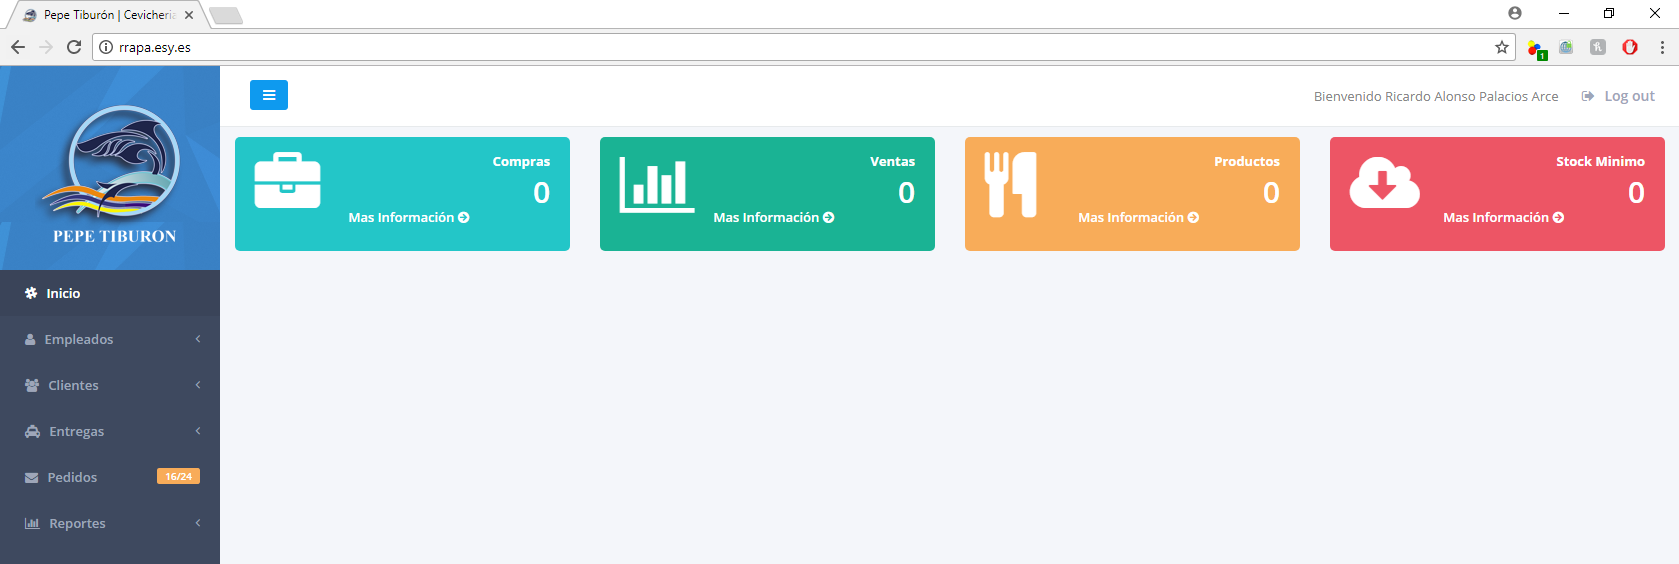 Pepe Tiburón | Cevicheria
rrapa.esy.es
1
PEPE TIBURON
Bienvenido Ricardo Alonso Palacios Arce
Log out
Compras
0
Mas Información
Ventas
0
Mas Información
Productos
0
Mas Información
Stock Minimo
0
Mas Información
Inicio
Empleados
Clientes
Entregas
Pedidos 16/24
Reportes